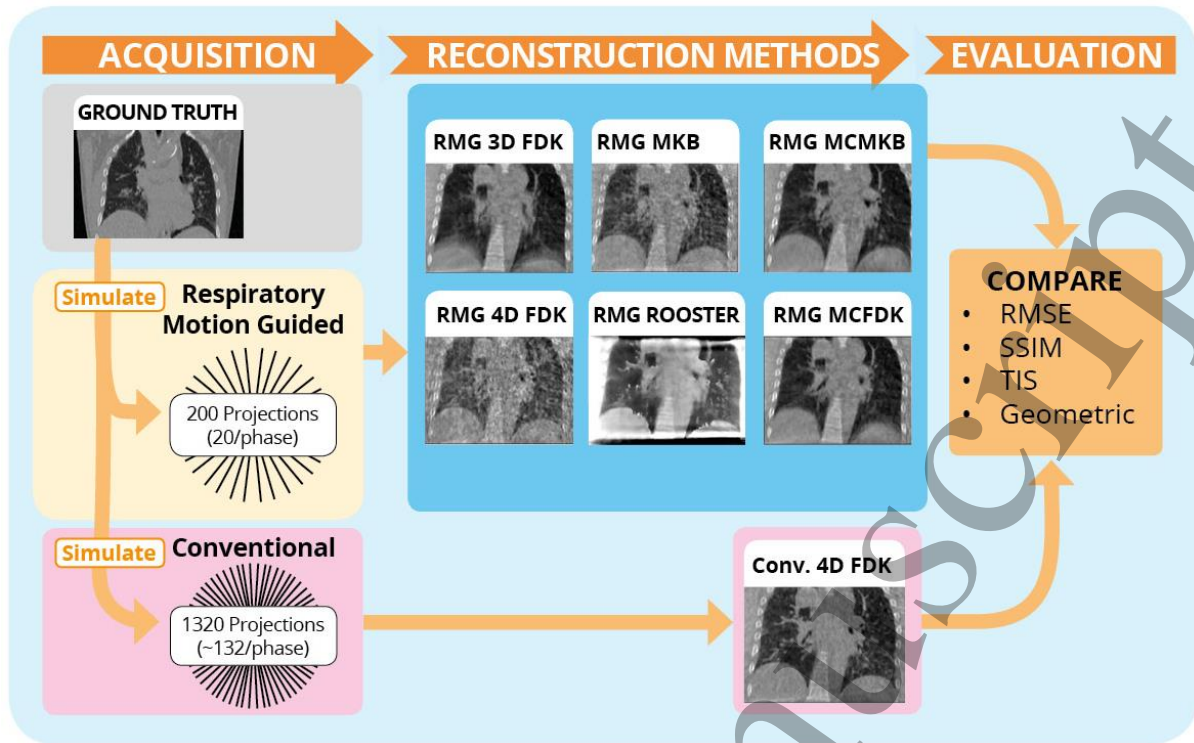 ACQUISITION
RECONSTRUCTION METHODS
EVALUATION
GROUND TRUTH
Simulate
Respiratory
Motion Guided
200 Projections
(20/phase)
Simulate
Conventional
1320 Projections
(~132/phase)
RMG 3D FDK
RMG MKB
RMG MCMKB
RMG 4D FDK
RMG ROOSTER
RMG MCFDK
Conv. 4D FDK
COMPARE
• RMSE
• SSIM
• TIS
• Geometric
nuscript